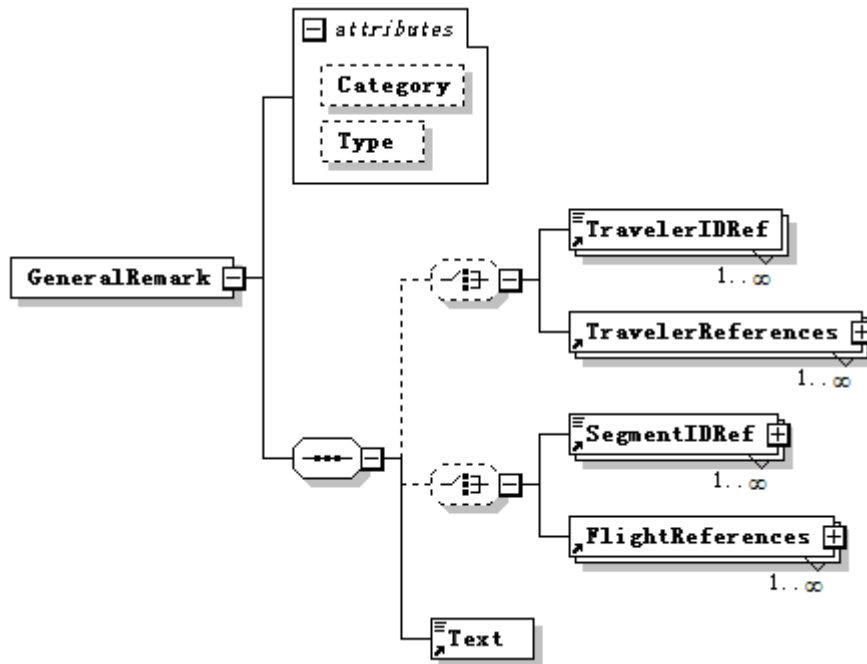 attributes
Category
Type
GeneralRemark
TravelerIDRef
1..∞
TravelerReferences
1..∞
SegmentIDRef
1..∞
FlightReferences
1..∞
Text